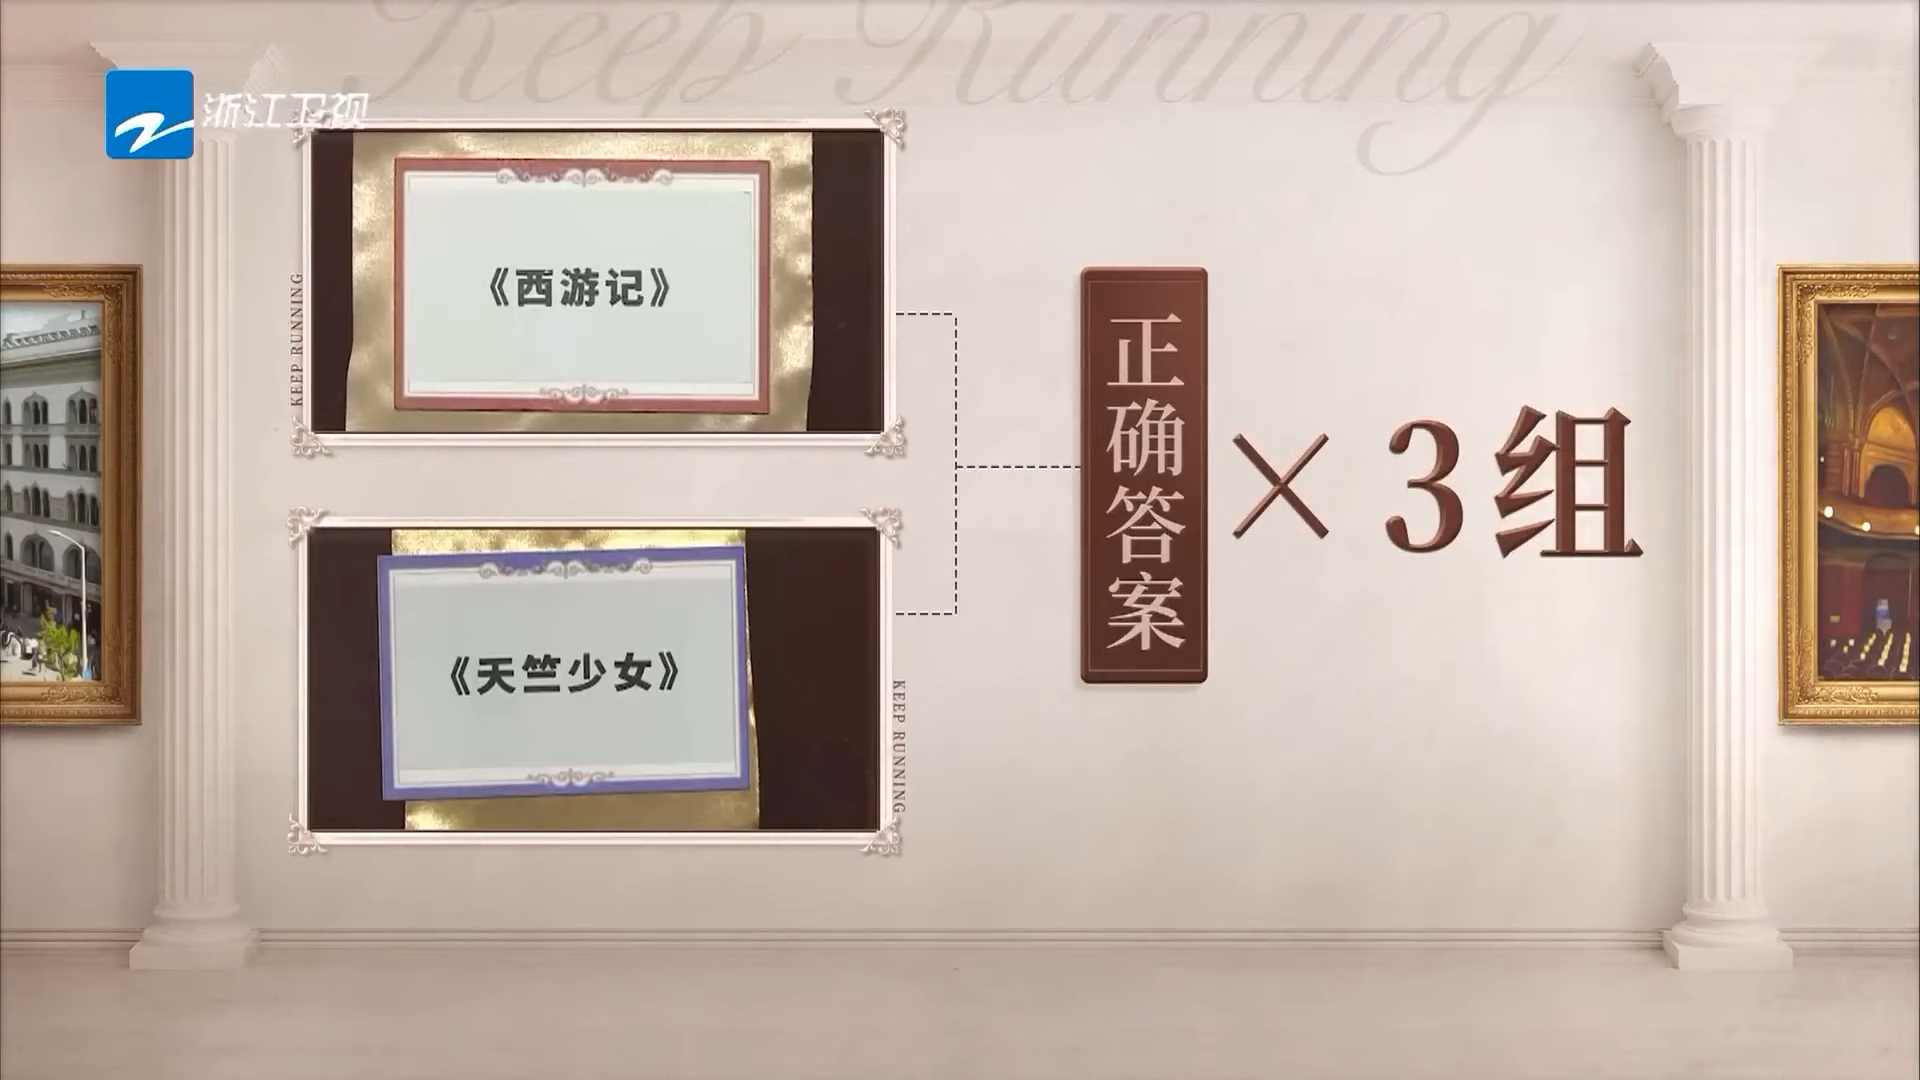 Keep Running
浙江卫视
《西游记》
KEEP RUNNING
正确答案
× 3组
《天竺少女》
KEEP RUNNING